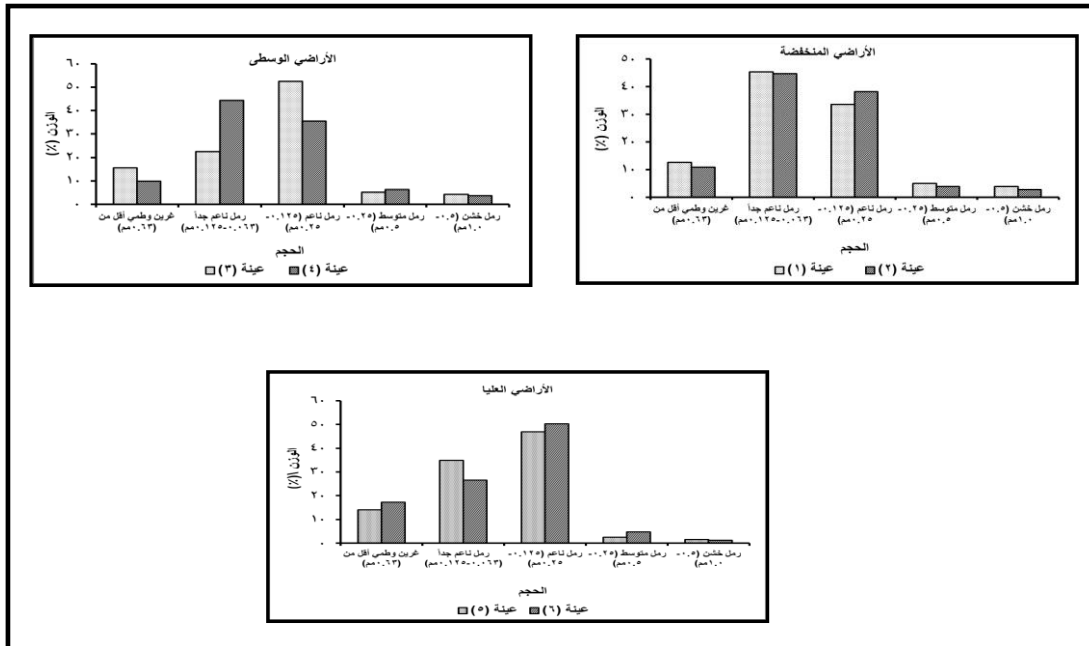 الأراضي المنخفضة
٥٠
٤٠
٣٠
٢٠
١٠
٠
الوزن (٪)
غرين وطمي أقل من
(٠.٦٣مم)
رمل ناعم جداً
(٠.٠٦٣-٠.١٢٥مم)
رمل ناعم (٠.١٢٥-
٠.٢٥مم)
رمل متوسط (٠.٢٥-
٠.٥مم)
رمل خشن (٠.٥-
١.٠مم)
الحجم
عينة (١)
عينة (٢)
الأراضي الوسطى
٦٠
٥٠
٤٠
٣٠
٢٠
١٠
٠
الوزن (٪)
غرين وطمي أقل من
(٠.٦٣مم)
رمل ناعم جداً
(٠.٠٦٣-٠.١٢٥مم)
رمل ناعم (٠.١٢٥-
٠.٢٥مم)
رمل متوسط (٠.٢٥-
٠.٥مم)
رمل خشن (٠.٥-
١.٠مم)
الحجم
عينة (٣)
عينة (٤)
الأراضي العليا
٦٠
٥٠
٤٠
٣٠
٢٠
١٠
٠
الوزن \(٪)
غرين وطمي أقل من
(٠.٦٣مم)
رمل ناعم جداً
(٠.٠٦٣-٠.١٢٥مم)
رمل ناعم (٠.١٢٥-
٠.٢٥مم)
رمل متوسط (٠.٢٥-
٠.٥مم)
رمل خشن (٠.٥-
١.٠مم)
الحجم
عينة (٥)
عينة (٦)